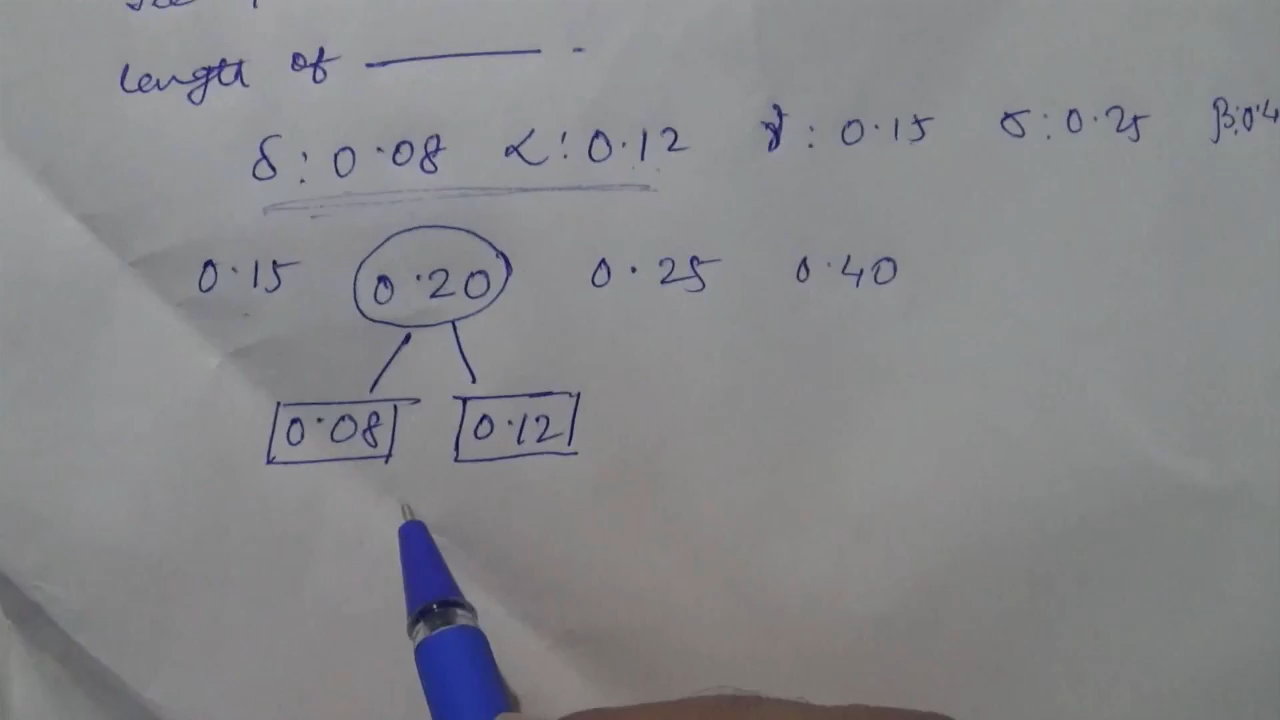 length of ———— .
δ : 0.08 α : 0.12 γ : 0.15 σ : 0.25 β : 0.4
0.15 0.20 0.25 0.40
0.08 0.12